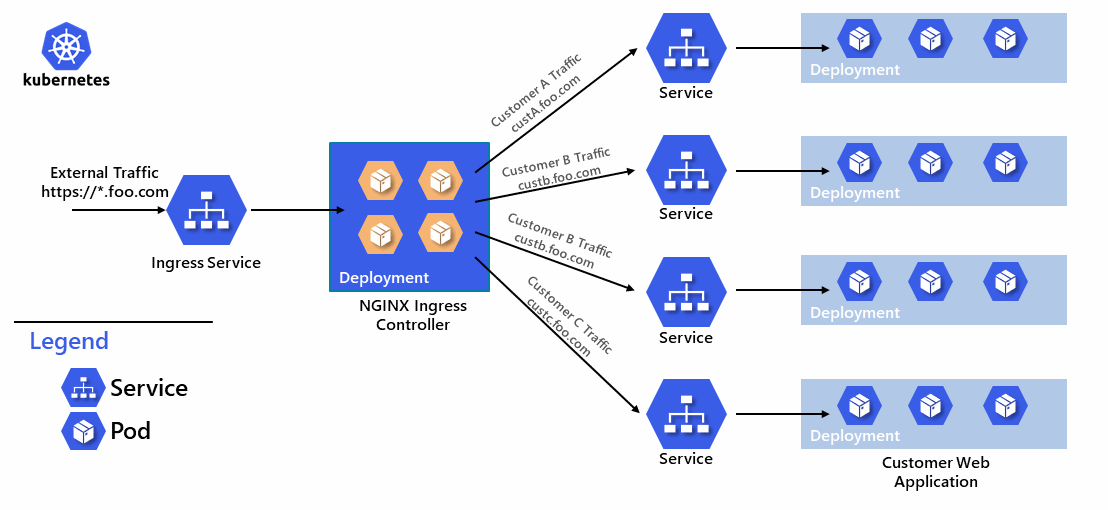 kubernetes
External Traffic
https://*.foo.com
Ingress Service
Deployment
NGINX Ingress
Controller
Customer A Traffic
custA.foo.com
Customer B Traffic
custb.foo.com
Customer B Traffic
custb.foo.com
Customer C Traffic
custc.foo.com
Service
Deployment
Service
Deployment
Service
Deployment
Service
Deployment
Customer Web
Application
Legend
Service
Pod